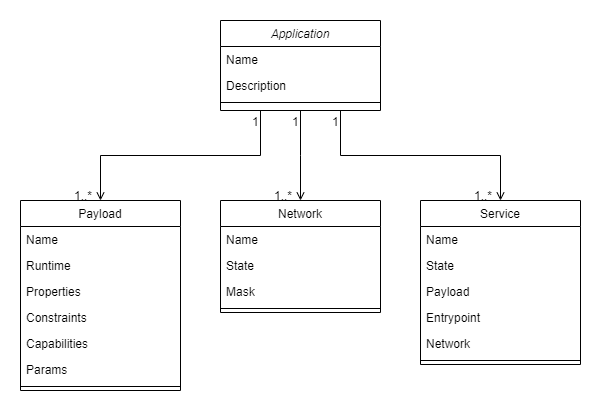 Application
Name
Description
1 1 1
1..* 1..* 1..*
Payload
Name
Runtime
Properties
Constraints
Capabilities
Params
Network
Name
State
Mask
Service
Name
State
Payload
Entrypoint
Network